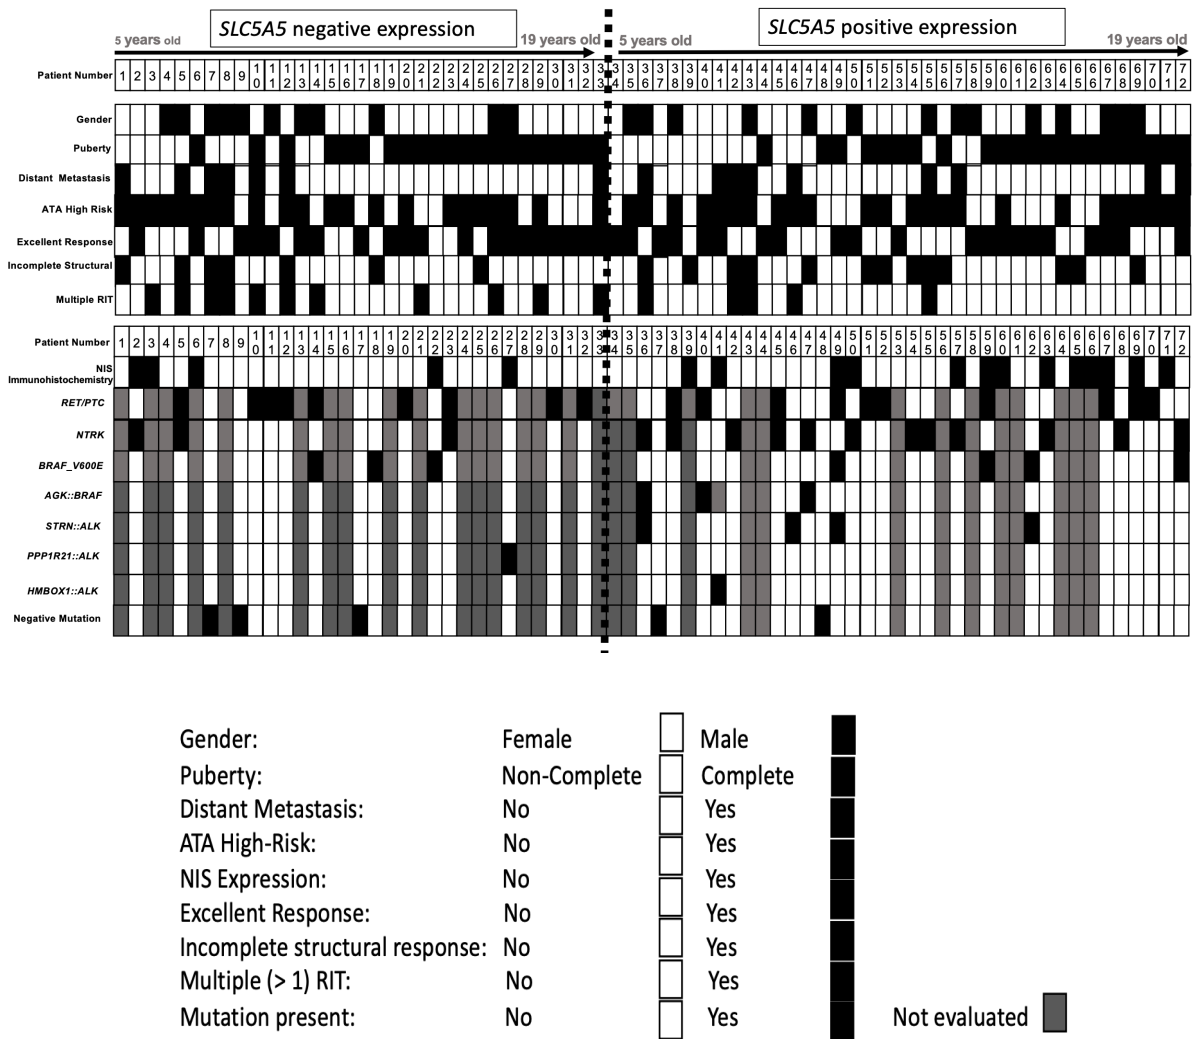 SLC5A5 negative expression
SLC5A5 positive expression
5 years old
19 years old
5 years old
19 years old
Patient Number 1 2 3 4 5 6 7 8 9 10 11 12 13 14 15 16 17 18 19 20 21 22 23 24 25 26 27 28 29 30 31 32 33 34 35 36 37 38 39 40 41 42 43 44 45 46 47 48 49 50 51 52 53 54 55 56 57 58 59 60 61 62 63 64 65 66 67 68 69 70 71 72
Gender
Puberty
Distant Metastasis
ATA High Risk
Excellent Response
Incomplete Structural
Multiple RIT
Patient Number 1 2 3 4 5 6 7 8 9 10 11 12 13 14 15 16 17 18 19 20 21 22 23 24 25 26 27 28 29 30 31 32 33 34 35 36 37 38 39 40 41 42 43 44 45 46 47 48 49 50 51 52 53 54 55 56 57 58 59 60 61 62 63 64 65 66 67 68 69 70 71 72
NIS
Immunohistochemistry
RET/PTC
NTRK
BRAF_V600E
AGK::BRAF
STRN::ALK
PPP1R21::ALK
HMBOX1::ALK
Negative Mutation
Gender: Female Male
Puberty: Non-Complete Complete
Distant Metastasis: No Yes
ATA High-Risk: No Yes
NIS Expression: No Yes
Excellent Response: No Yes
Incomplete structural response: No Yes
Multiple (> 1) RIT: No Yes
Mutation present: No Yes Not evaluated